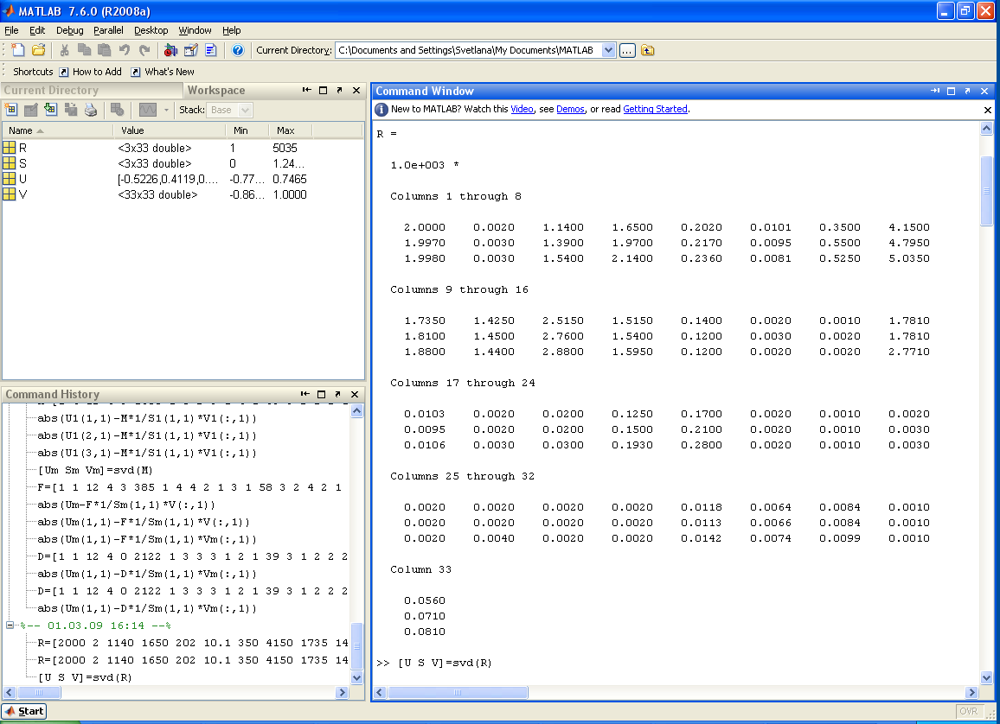 MATLAB 7.6.0 (R2008a)
File Edit Debug Parallel Desktop Window Help
Current Directory: C:\Documents and Settings\Svetlana\My Documents\MATLAB ...
Shortcuts How to Add What's New
Current Directory Workspace
Stack: Base
Name Value Min Max
R <3x33 double> 1 5035
S <3x33 double> 0 1.24...
U [-0.5226,0.4119,0.... -0.77... 0.7465
V <33x33 double> -0.86... 1.0000
Command History
abs(U1(1,1)-M*1/S1(1,1)*V1(:,1))
abs(U1(2,1)-M*1/S1(1,1)*V1(:,1))
abs(U1(3,1)-M*1/S1(1,1)*V1(:,1))
[Um Sm Vm]=svd(M)
F=[1 1 12 4 3 385 1 4 4 2 1 3 1 58 3 2 4 2 1
abs(Um-F*1/Sm(1,1)*V(:,1))
abs(Um(1,1)-F*1/Sm(1,1)*V(:,1))
abs(Um(1,1)-F*1/Sm(1,1)*Vm(:,1))
D=[1 1 12 4 0 2122 1 3 3 3 1 2 1 39 3 1 2 2 2
abs(Um(1,1)-D*1/Sm(1,1)*Vm(:,1))
D=[1 1 12 4 0 2122 1 3 3 3 1 2 1 39 3 1 2 2 2
abs(Um(1,1)-D*1/Sm(1,1)*Vm(:,1))
%-- 01.03.09 16:14 --%
R=[2000 2 1140 1650 202 10.1 350 4150 1735 14
R=[2000 2 1140 1650 202 10.1 350 4150 1735 14
[U S V]=svd(R)
Command Window
New to MATLAB? Watch this Video, see Demos, or read Getting Started.
R =
1.0e+003 *
Columns 1 through 8
2.0000 0.0020 1.1400 1.6500 0.2020 0.0101 0.3500 4.1500
1.9970 0.0030 1.3900 1.9700 0.2170 0.0095 0.5500 4.7950
1.9980 0.0030 1.5400 2.1400 0.2360 0.0081 0.5250 5.0350
Columns 9 through 16
1.7350 1.4250 2.5150 1.5150 0.1400 0.0020 0.0010 1.7810
1.8100 1.4500 2.7600 1.5400 0.1200 0.0030 0.0020 1.7810
1.8800 1.4400 2.8800 1.5950 0.1200 0.0020 0.0020 2.7710
Columns 17 through 24
0.0103 0.0020 0.0200 0.1250 0.1700 0.0020 0.0010 0.0020
0.0095 0.0020 0.0200 0.1500 0.2100 0.0020 0.0010 0.0030
0.0106 0.0030 0.0300 0.1930 0.2800 0.0020 0.0010 0.0030
Columns 25 through 32
0.0020 0.0020 0.0020 0.0020 0.0118 0.0064 0.0084 0.0010
0.0020 0.0020 0.0020 0.0020 0.0113 0.0066 0.0084 0.0010
0.0020 0.0040 0.0020 0.0020 0.0142 0.0074 0.0099 0.0010
Column 33
0.0560
0.0710
0.0810
>> [U S V]=svd(R)
Start
OVR